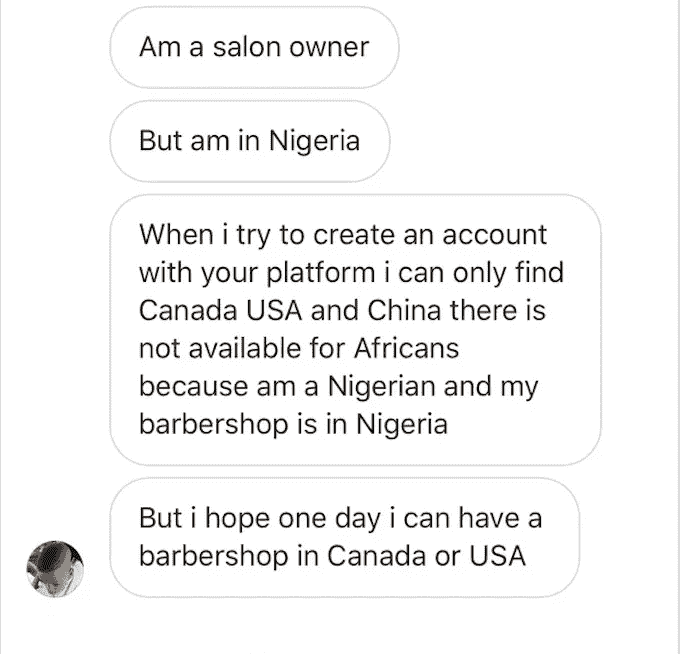 Am a salon owner
But am in Nigeria
When i try to create an account
with your platform i can only find
Canada USA and China there is
not available for Africans
because am a Nigerian and my
barbershop is in Nigeria
But i hope one day i can have a
barbershop in Canada or USA